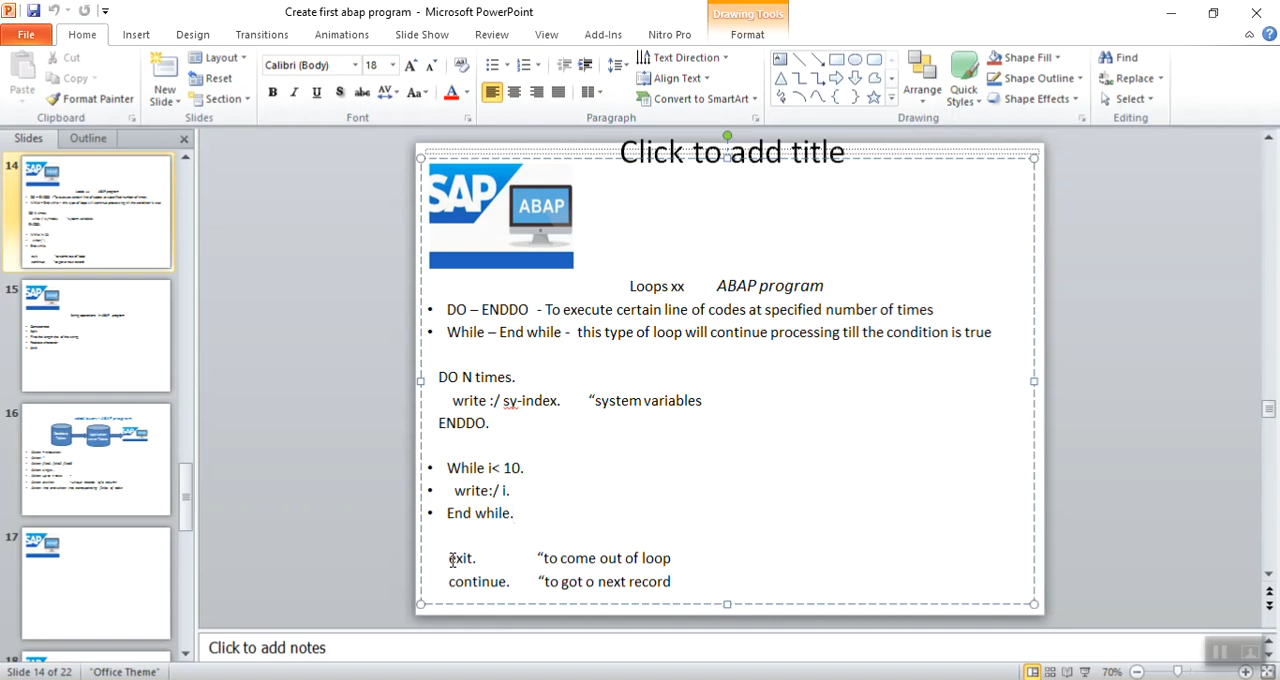 Create first abap program - Microsoft PowerPoint
Drawing Tools
File Home Insert Design Transitions Animations Slide Show Review View Add-Ins Nitro Pro Format
Paste
Cut
Copy
Format Painter
Clipboard
New Slide
Layout
Reset
Section
Slides
Calibri (Body) 18
Font
Text Direction
Align Text
Convert to SmartArt
Paragraph
Arrange
Quick Styles
Shape Fill
Shape Outline
Shape Effects
Drawing
Find
Replace
Select
Editing
Slides Outline
14
15
16
17
Click to add title
SAP
ABAP
Loops xx ABAP program
• DO – ENDDO - To execute certain line of codes at specified number of times
• While – End while - this type of loop will continue processing till the condition is true
DO N times.
write :/ sy-index. “system variables
ENDDO.
• While i< 10.
• write:/ i.
• End while.
exit. “to come out of loop
continue. “to got o next record
Click to add notes
Slide 14 of 22 "Office Theme" 70%